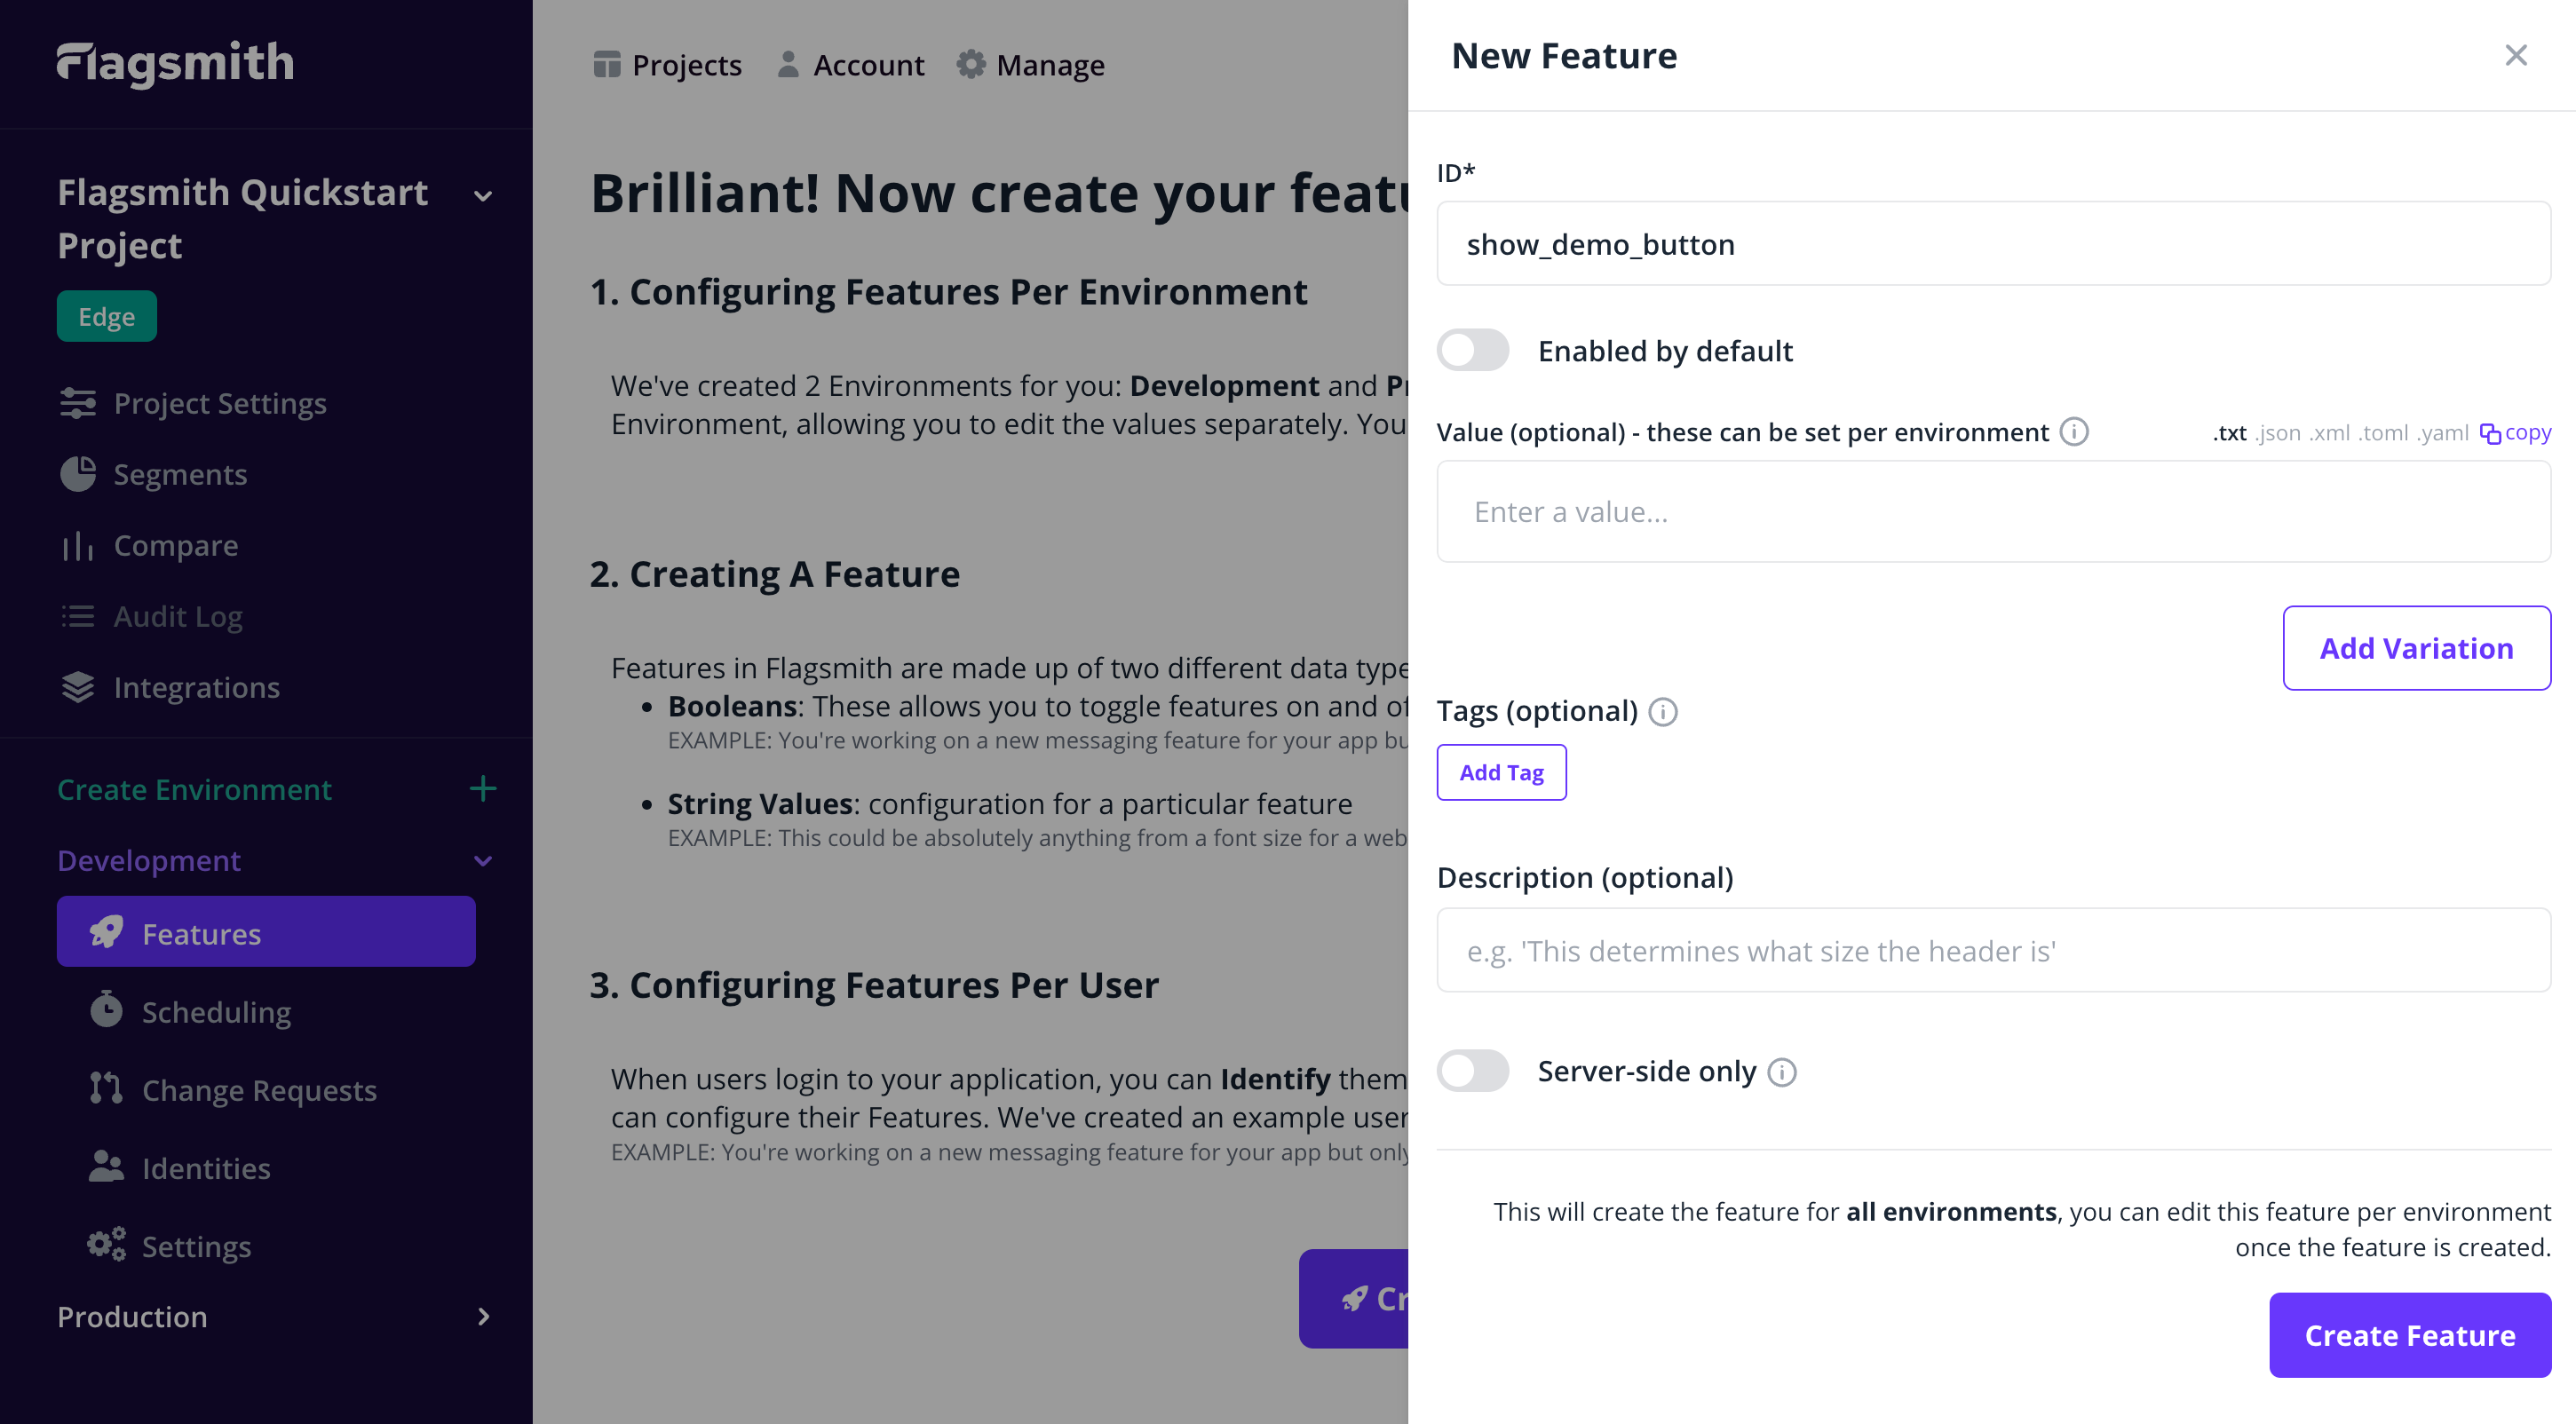 Flagsmith
Flagsmith Quickstart
Project
Edge
Project Settings
Segments
Compare
Audit Log
Integrations
Create Environment
Development
Features
Scheduling
Change Requests
Identities
Settings
Production
Projects Account Manage
Brilliant! Now create your
1. Configuring Features Per Environment
We've created 2 Environments for you: Development and
Environment, allowing you to edit the values separately. You
2. Creating A Feature
Features in Flagsmith are made up of two different data
Booleans: These allows you to toggle features on and
EXAMPLE: You're working on a new messaging feature for your app
String Values: configuration for a particular feature
EXAMPLE: This could be absolutely anything from a font size for a web
3. Configuring Features Per User
When users login to your application, you can Identify them
can configure their Features. We've created an example user
EXAMPLE: You're working on a new messaging feature for your app but only
New Feature
ID*
show_demo_button
Enabled by default
Value (optional) - these can be set per environment .txt .json .xml .toml .yaml copy
Enter a value...
Add Variation
Tags (optional)
Add Tag
Description (optional)
e.g. 'This determines what size the header is'
Server-side only
This will create the feature for all environments, you can edit this feature per environment
once the feature is created.
Create Feature